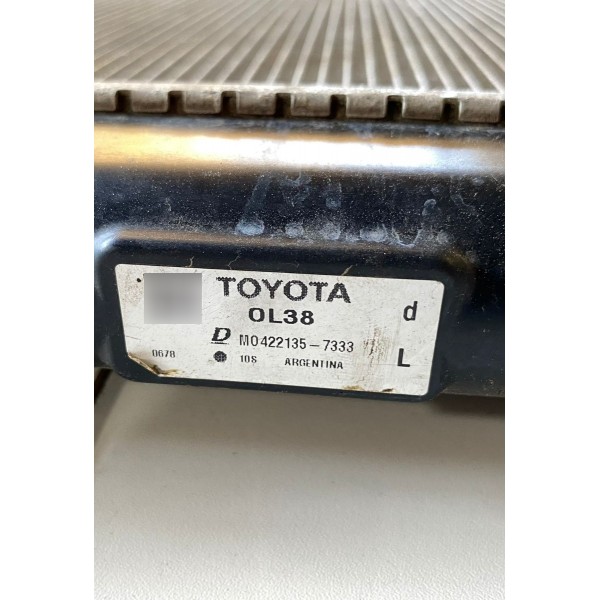 TOYOTA
0L38
d
D M0422135-7333
0678
10S ARGENTINA
L